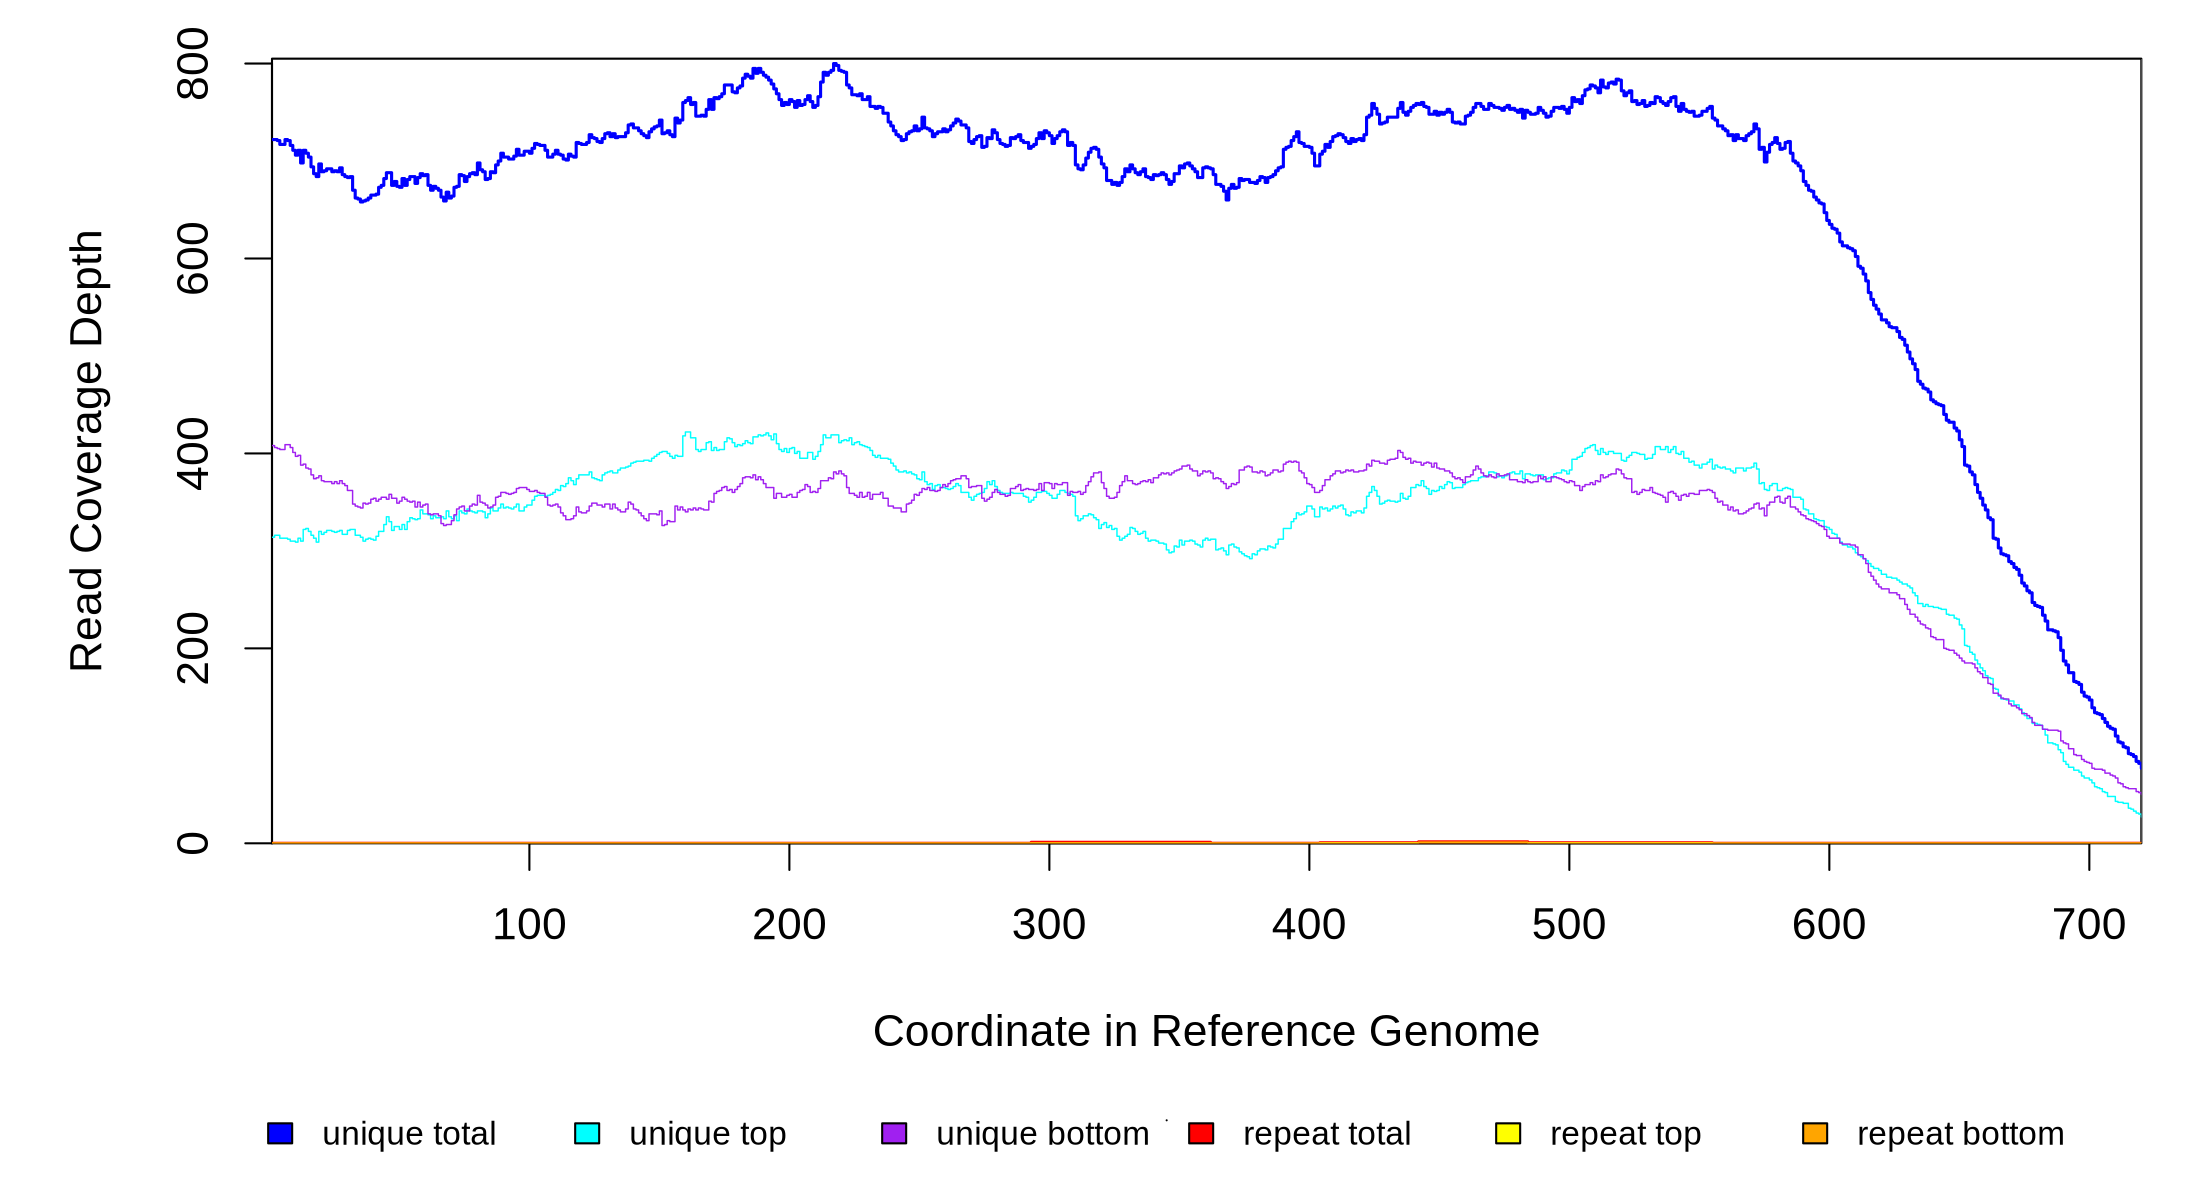 Read Coverage Depth
800
600
400
200
0
100 200 300 400 500 600 700
Coordinate in Reference Genome
unique total unique top unique bottom repeat total repeat top repeat bottom